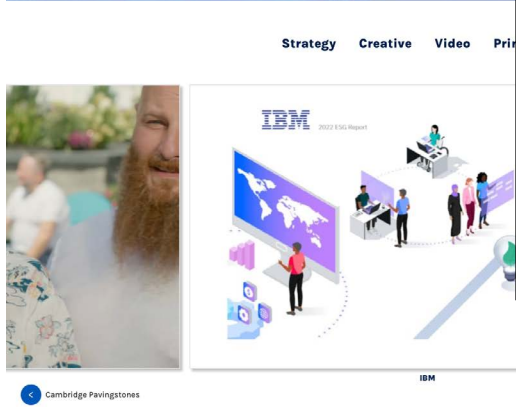 Strategy Creative Video
IBM 2022 ESG Report
IBM
< Cambridge Pavingstones